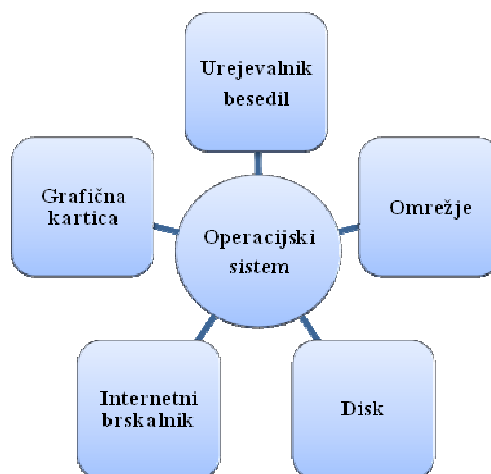 Urejevalnik
besedil
Grafična
kartica
Operacijski
sistem
Omrežje
Internetni
brskalnik
Disk